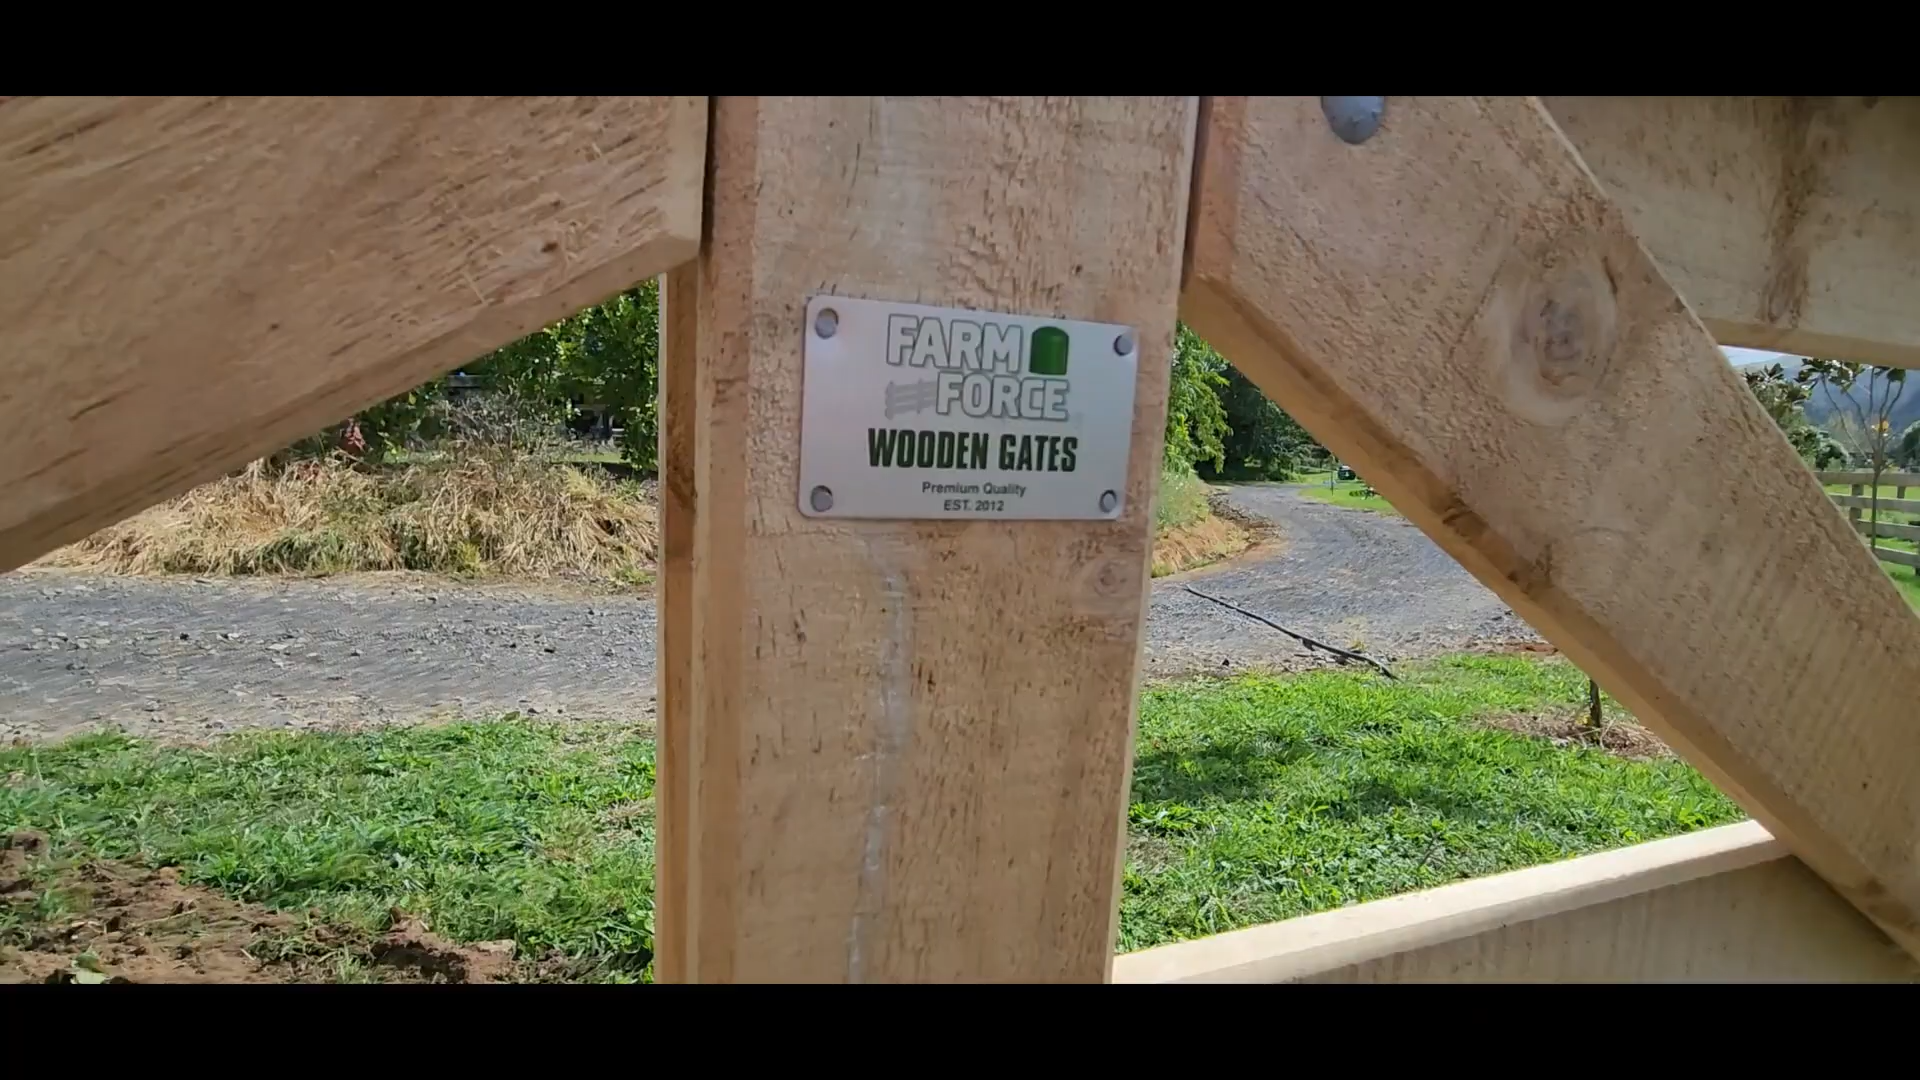 FARM
FORCE
WOODEN GATES
Premium Quality
EST. 2012